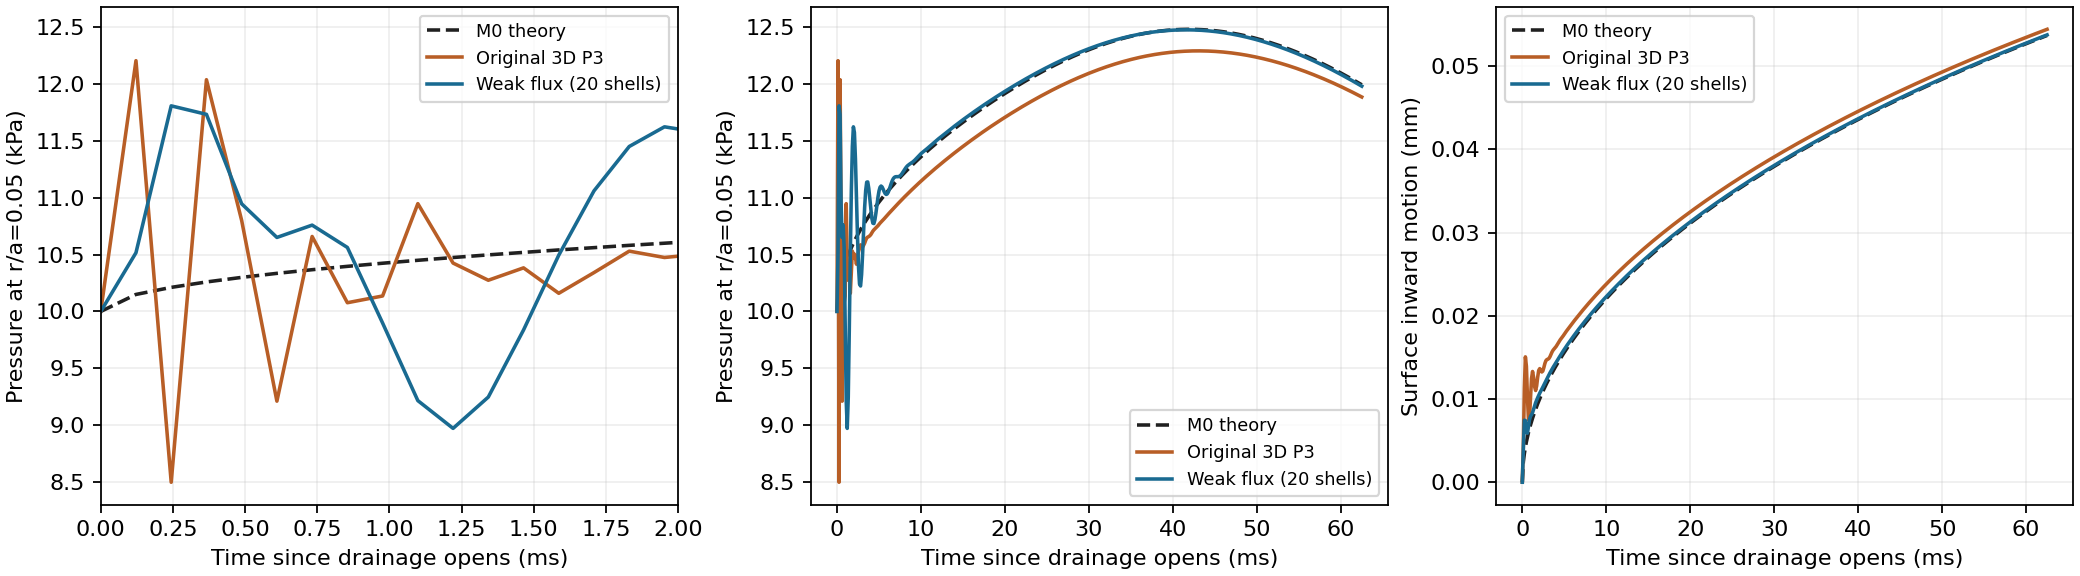 Pressure at r/a=0.05 (kPa)
12.5
12.0
11.5
11.0
10.5
10.0
9.5
9.0
8.5
0.00 0.25 0.50 0.75 1.00 1.25 1.50 1.75 2.00
Time since drainage opens (ms)
M0 theory
Original 3D P3
Weak flux (20 shells)
Pressure at r/a=0.05 (kPa)
12.5
12.0
11.5
11.0
10.5
10.0
9.5
9.0
8.5
0 10 20 30 40 50 60
Time since drainage opens (ms)
M0 theory
Original 3D P3
Weak flux (20 shells)
Surface inward motion (mm)
0.05
0.04
0.03
0.02
0.01
0.00
0 10 20 30 40 50 60
Time since drainage opens (ms)
M0 theory
Original 3D P3
Weak flux (20 shells)